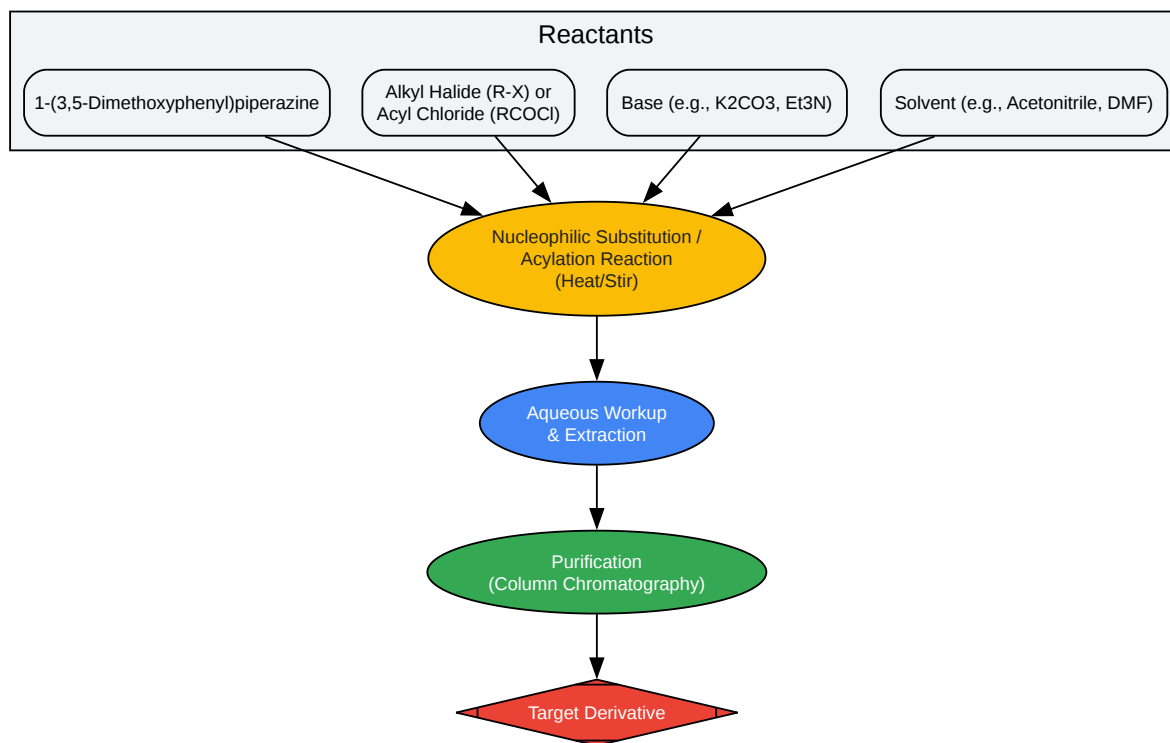 Reactants
1-(3,5-Dimethoxyphenyl)piperazine
Alkyl Halide (R-X) or
Acyl Chloride (RCOCl)
Base (e.g., K2CO3, Et3N)
Solvent (e.g., Acetonitrile, DMF)
Nucleophilic Substitution /
Acylation Reaction
(Heat/Stir)
Aqueous Workup
& Extraction
Purification
(Column Chromatography)
Target Derivative